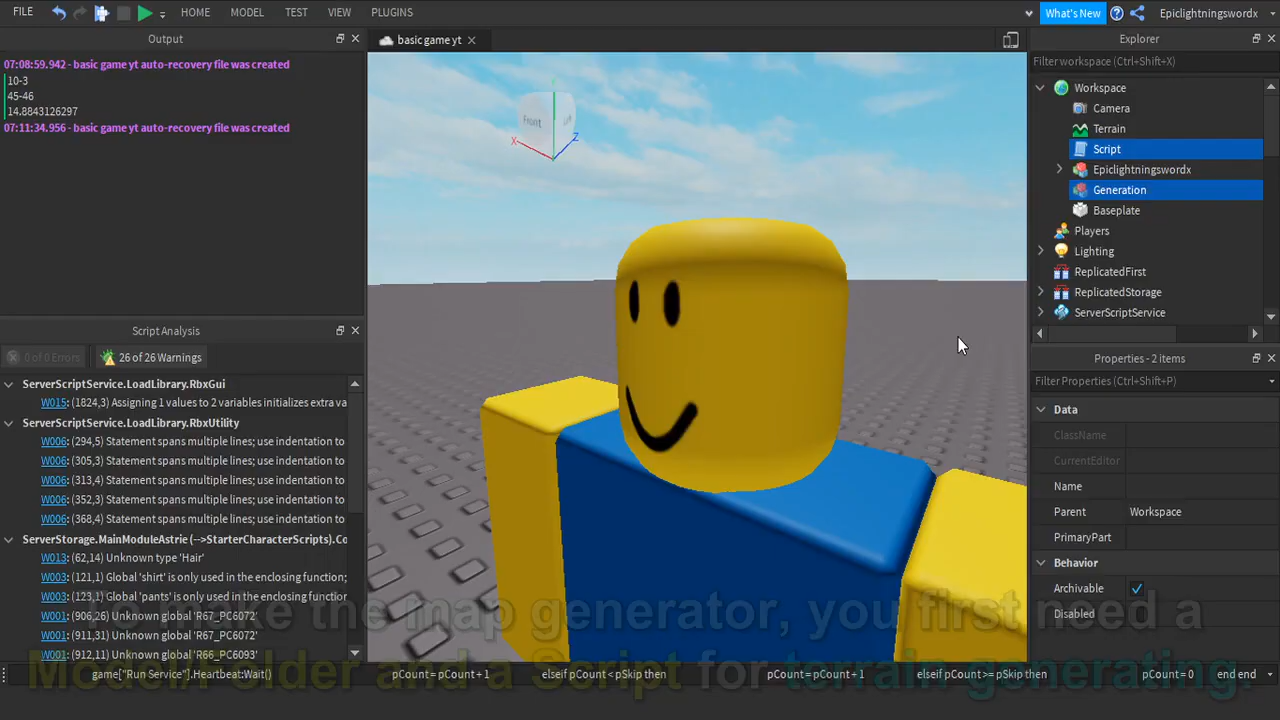 FILE HOME MODEL TEST VIEW PLUGINS What's New Epiclightningswordx
Output basic game yt Explorer
07:08:59.942 - basic game yt auto-recovery file was created
10-3
45-46
14.8843126297
07:11:34.956 - basic game yt auto-recovery file was created
Filter workspace (Ctrl+Shift+X)
Workspace
Camera
Terrain
Script
Epiclightningswordx
Generation
Baseplate
Players
Lighting
ReplicatedFirst
ReplicatedStorage
ServerScriptService
Front
X
Z
Script Analysis
0 of 0 Errors 26 of 26 Warnings
ServerScriptService.LoadLibrary.RbxGui
W015: (1824,3) Assigning 1 values to 2 variables initializes extra va
ServerScriptService.LoadLibrary.RbxUtility
W006: (294,5) Statement spans multiple lines; use indentation to
W006: (305,3) Statement spans multiple lines; use indentation to
W006: (313,4) Statement spans multiple lines; use indentation to
W006: (352,3) Statement spans multiple lines; use indentation to
W006: (368,4) Statement spans multiple lines; use indentation to
ServerStorage.MainModuleAstrie (-->StarterCharacterScripts).Co
W013: (62,14) Unknown type 'Hair'
W003: (121,1) Global 'shirt' is only used in the enclosing function;
W003: (123,1) Global 'pants' is only used in the enclosing function
W001: (906,26) Unknown global 'R67_PC6072'
W001: (911,31) Unknown global 'R67_PC6072'
W001: (912,11) Unknown global 'R66_PC6093'
Properties - 2 items
Filter Properties (Ctrl+Shift+P)
Data
ClassName
CurrentEditor
Name
Parent Workspace
PrimaryPart
Behavior
Archivable
Disabled
To make the map generator, you first need a
Model/Folder and a Script for terrain generating.
game["Run Service"].Heartbeat:Wait() pCount = pCount + 1 elseif pCount < pSkip then pCount = pCount + 1 elseif pCount >= pSkip then pCount = 0 end end